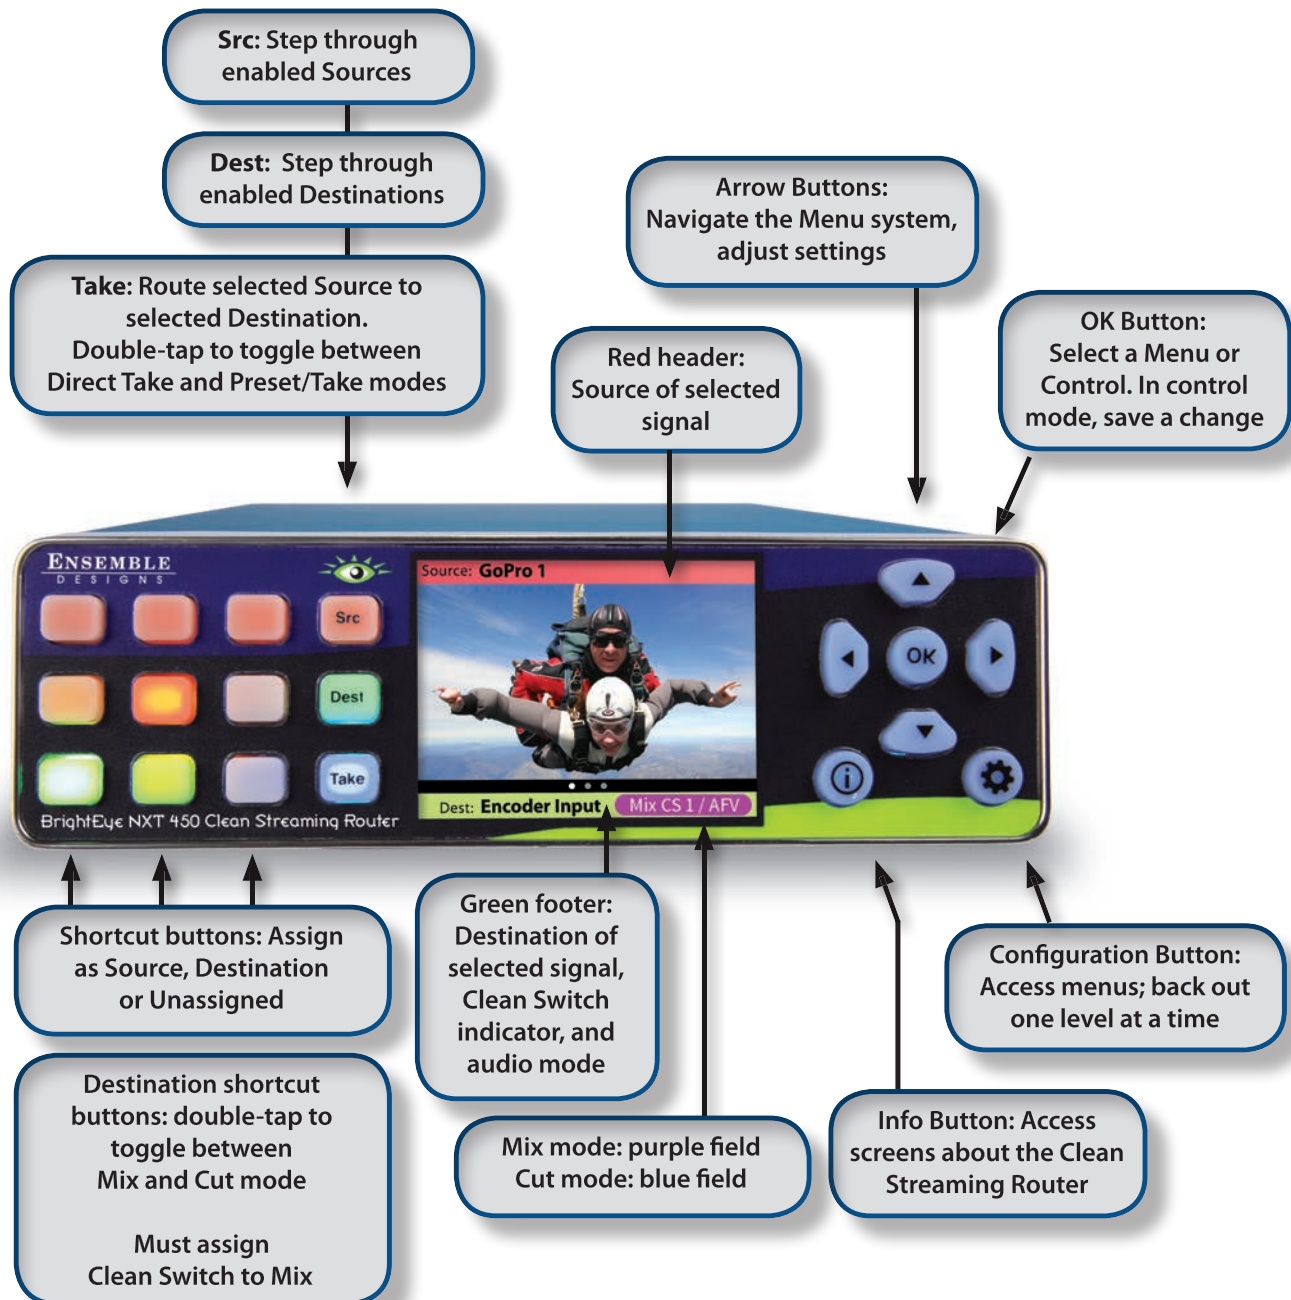 Src: Step through
enabled Sources
Dest: Step through
enabled Destinations
Take: Route selected Source to
selected Destination.
Double-tap to toggle between
Direct Take and Preset/Take modes
Arrow Buttons:
Navigate the Menu system,
adjust settings
Red header:
Source of selected
signal
OK Button:
Select a Menu or
Control. In control
mode, save a change
ENSEMBLE
DESIGNS
Src
Dest
Take
Source: GoPro 1
Dest: Encoder Input Mix CS 1 / AFV
OK
i
BrightEye NXT 450 Clean Streaming Router
Shortcut buttons: Assign
as Source, Destination
or Unassigned
Destination shortcut
buttons: double-tap to
toggle between
Mix and Cut mode
Must assign
Clean Switch to Mix
Green footer:
Destination of
selected signal,
Clean Switch
indicator, and
audio mode
Mix mode: purple field
Cut mode: blue field
Info Button: Access
screens about the Clean
Streaming Router
Configuration Button:
Access menus; back out
one level at a time